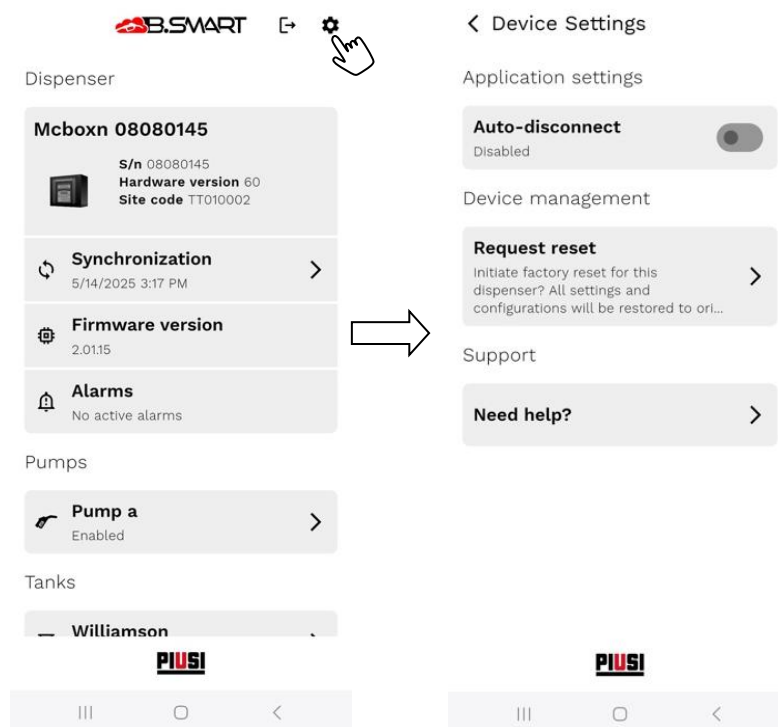 B.SMART
Dispenser
Mcboxn 08080145
S/n 08080145
Hardware version 60
Site code TT010002
Synchronization
5/14/2025 3:17 PM
Firmware version
2.01.15
Alarms
No active alarms
Pumps
Pump a
Enabled
Tanks
Williamson
PIUSI
Device Settings
Application settings
Auto-disconnect
Disabled
Device management
Request reset
Initiate factory reset for this
dispenser? All settings and
configurations will be restored to ori...
Support
Need help?
PIUSI